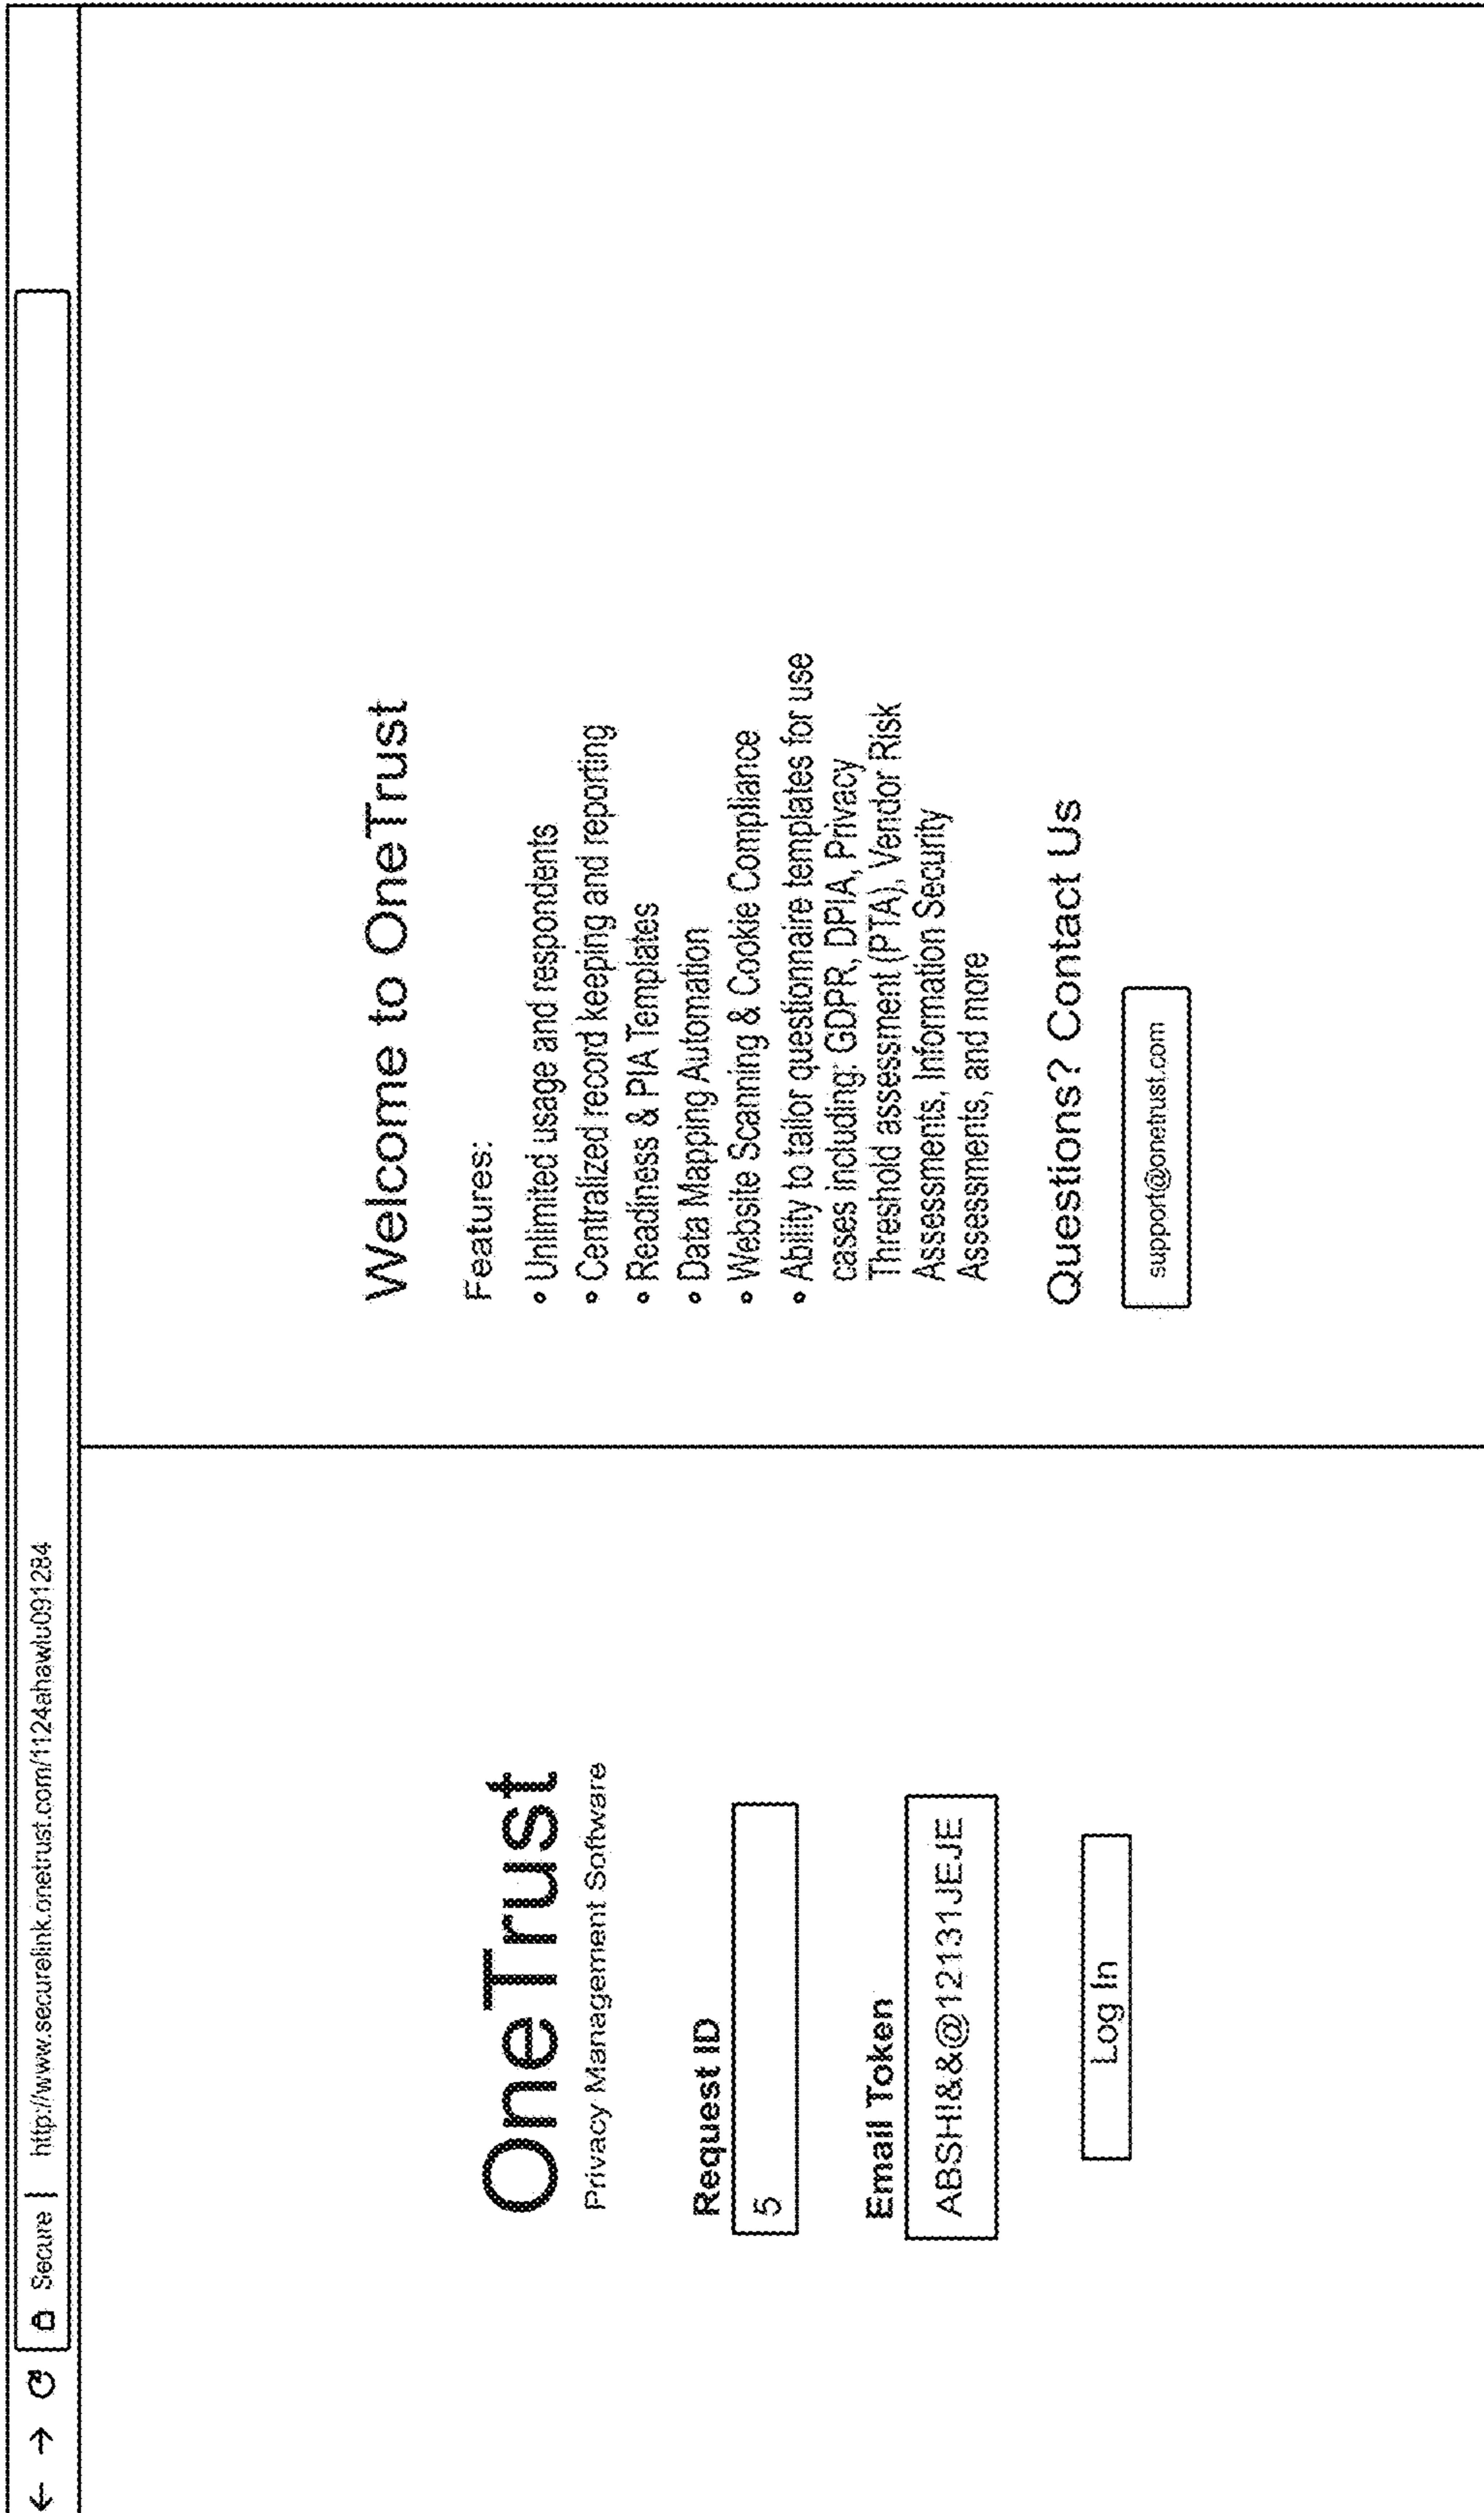 Secure | http://www.securelink.onetrust.com/1124ahawlu091284
OneTrust
Privacy Management Software
Request ID
5
Email Token
ABSHI&&@12131JEJE
Log In
Welcome to OneTrust
Features:
• Unlimited usage and respondents
• Centralized record keeping and reporting
• Readiness & PIA Templates
• Data Mapping Automation
• Website Scanning & Cookie Compliance
• Ability to tailor questionnaire templates for use
cases including: GDPR, DPIA, Privacy
Threshold assessment (PTA), Vendor Risk
Assessments, Information Security
Assessments, and more
Questions? Contact Us
support@onetrust.com